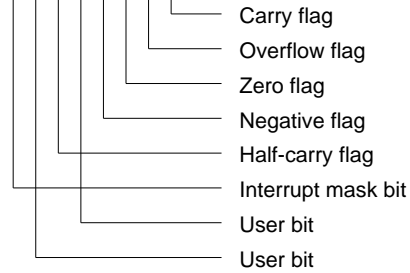 Carry flag
Overflow flag
Zero flag
Negative flag
Half-carry flag
Interrupt mask bit
User bit
User bit